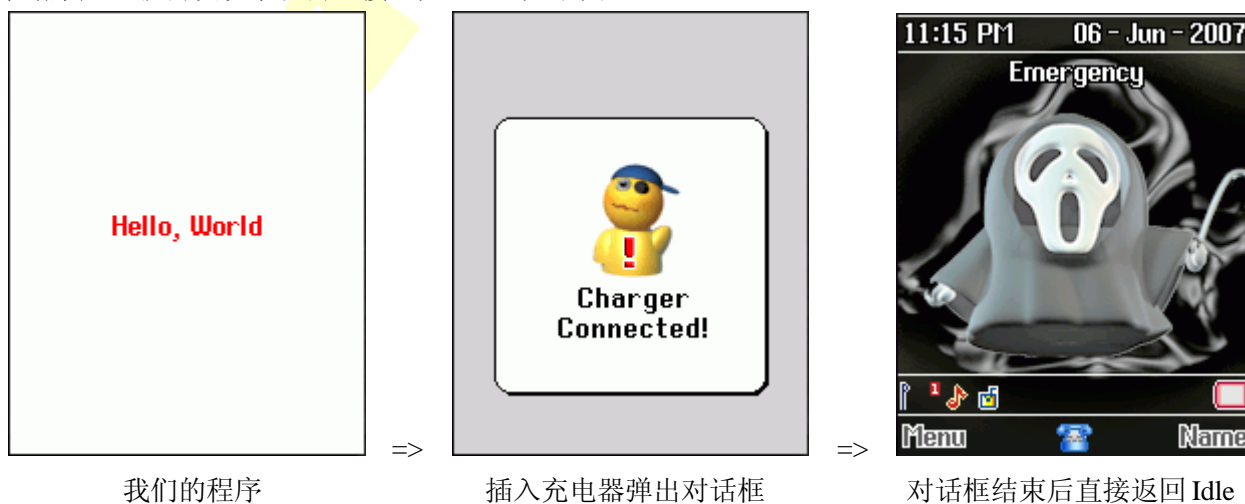 11:15 PM 06 - Jun - 2007
Emergency
Hello, World
!
Charger
Connected!
1
Menu Name
=> =>
我们的程序 插入充电器弹出对话框 对话框结束后直接返回 Idle